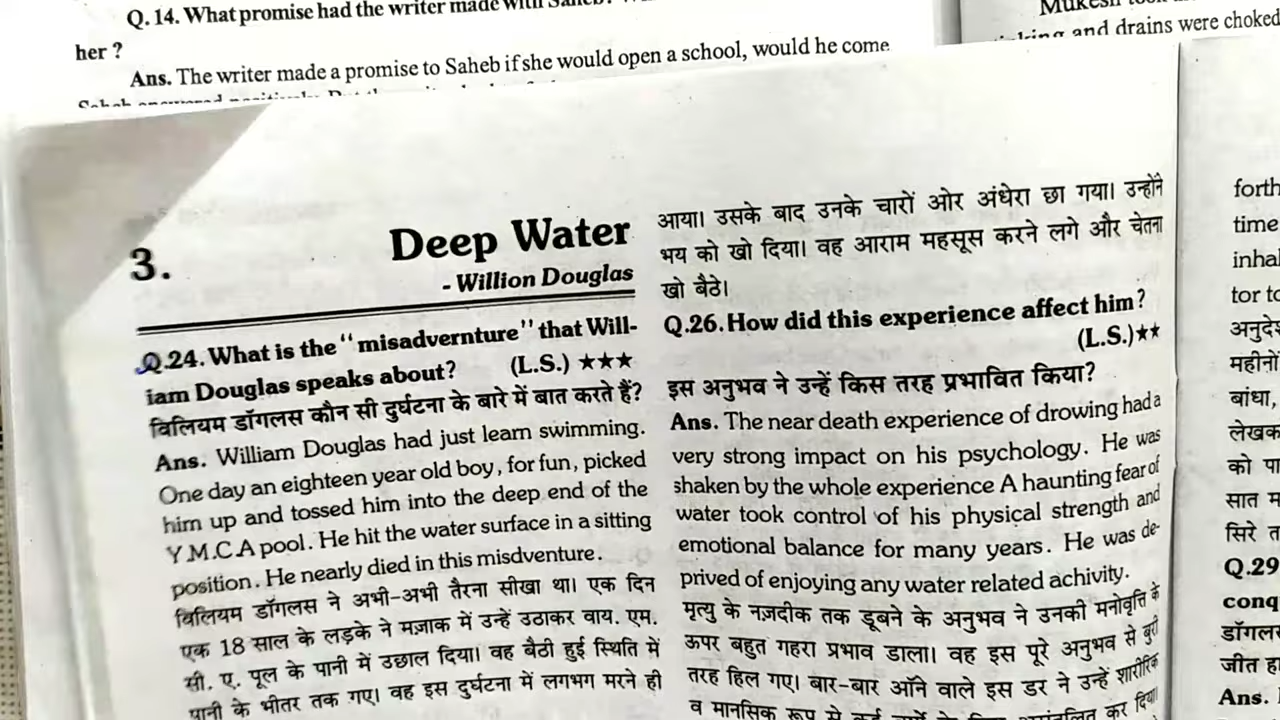 Q. 14. What promise had the writer made with Saheb?
her ?
Ans. The writer made a promise to Saheb if she would open a school, would he come
Mukesh
and drains were choked
3.
Deep Water
- Willion Douglas
Q.24. What is the "misadvernture" that Will-
iam Douglas speaks about? (L.S.) ★★★
विलियम डॉगलस कौन सी दुर्घटना के बारे में बात करते हैं?
Ans. William Douglas had just learn swimming.
One day an eighteen year old boy, for fun, picked
him up and tossed him into the deep end of the
Y.M.C.A pool. He hit the water surface in a sitting
position. He nearly died in this misdventure.
विलियम डॉगलस ने अभी-अभी तैरना सीखा था। एक दिन
एक 18 साल के लड़के ने मज़ाक में उन्हें उठाकर वाय. एम.
सी. ए. पूल के पानी में उछाल दिया। वह बैठी हुई स्थिति में
पानी के भीतर तक गए। वह इस दुर्घटना में लगभग मरने ही
आया। उसके बाद उनके चारों ओर अंधेरा छा गया। उन्होंने
भय को खो दिया। वह आराम महसूस करने लगे और चेतना
खो बैठे।
Q.26. How did this experience affect him?
(L.S.)★★
इस अनुभव ने उन्हें किस तरह प्रभावित किया?
Ans. The near death experience of drowing had a
very strong impact on his psychology. He was
shaken by the whole experience A haunting fear of
water took control of his physical strength and
emotional balance for many years. He was de-
prived of enjoying any water related achivity.
मृत्यु के नज़दीक तक डूबने के अनुभव ने उनकी मनोवृत्ति के
ऊपर बहुत गहरा प्रभाव डाला। वह इस पूरे अनुभव से बुरी
तरह हिल गए। बार-बार ऑने वाले इस डर ने उन्हें शारीरिक
व मानसिक रूप से कई
कर दिया।
forth
time
inhal
tor to
अनुदेश
महीनों
बांधा,
लेखक
को पा
सात म
सिरे त
Q.29
conq
डॉगलस
जीत हा
Ans.